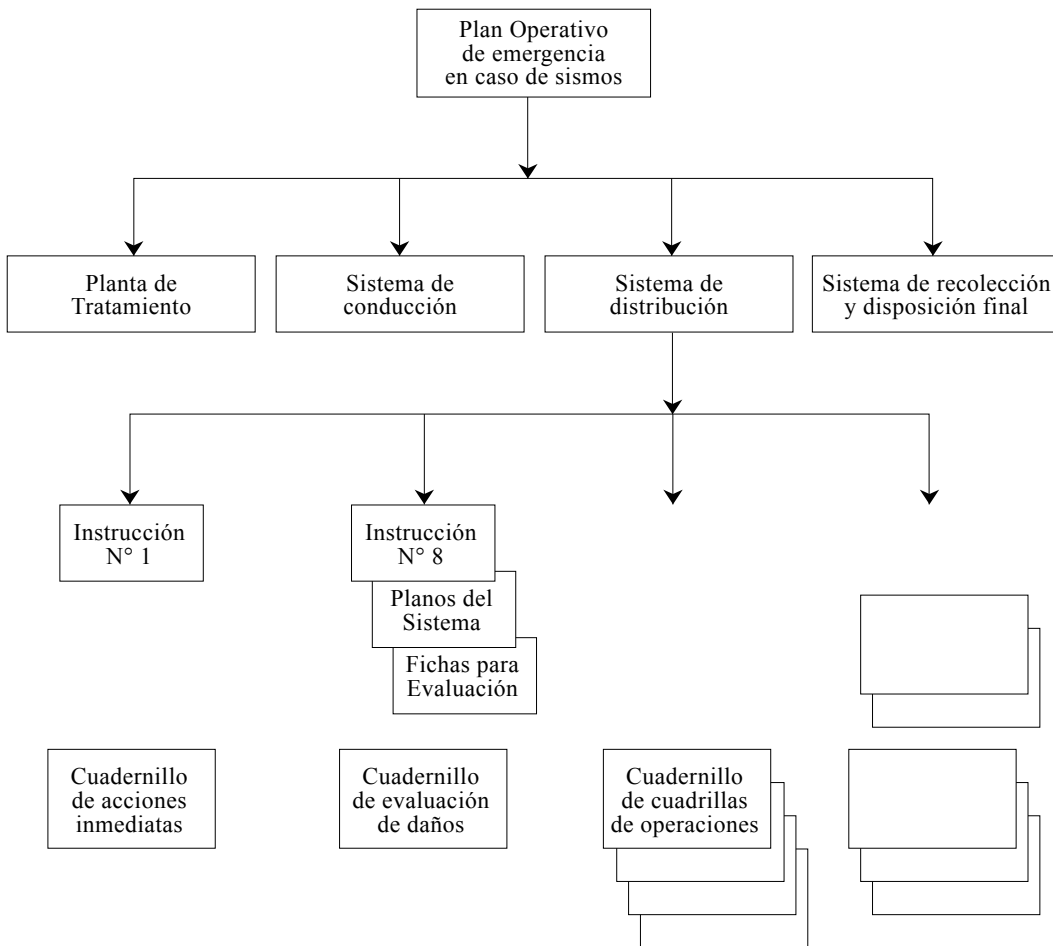 Plan Operativo
de emergencia
en caso de sismos
Planta de
Tratamiento
Sistema de
conducción
Sistema de
distribución
Sistema de recolección
y disposición final
Instrucción
N° 1
Instrucción
N° 8
Planos del
Sistema
Fichas para
Evaluación
Cuadernillo
de acciones
inmediatas
Cuadernillo
de evaluación
de daños
Cuadernillo
de cuadrillas
de operaciones